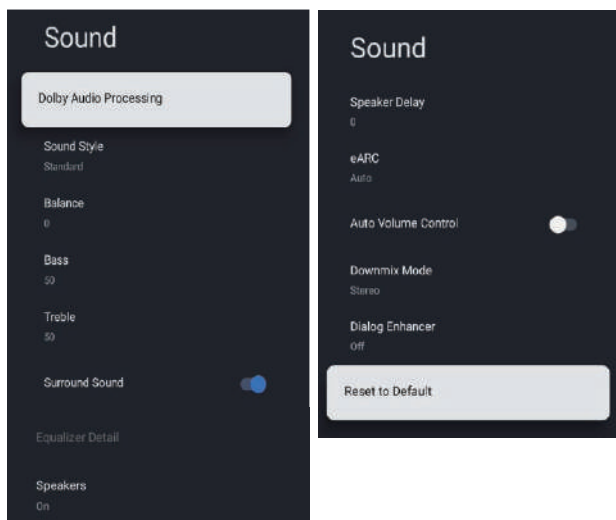 Sound
Dolby Audio Processing
Sound Style
Standard
Balance
0
Bass
50
Treble
50
Surround Sound
Equalizer Detail
Speakers
On
Sound
Speaker Delay
0
eARC
Auto
Auto Volume Control
Downmix Mode
Stereo
Dialog Enhancer
Off
Reset to Default